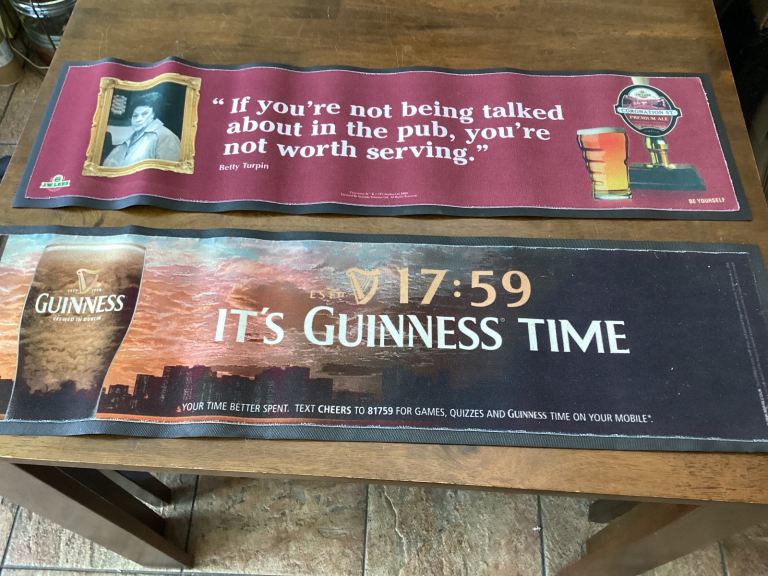 “If you’re not being talked
about in the pub, you’re
not worth serving.”
Betty Turpin
J.W. LEES
CORONATION ST.
PREMIUM ALE
BE YOURSELF
ESTD 17:59
IT'S GUINNESS TIME
GUINNESS
BREWED IN DUBLIN
YOUR TIME BETTER SPENT. TEXT CHEERS TO 81759 FOR GAMES, QUIZZES AND GUINNESS TIME ON YOUR MOBILE*.